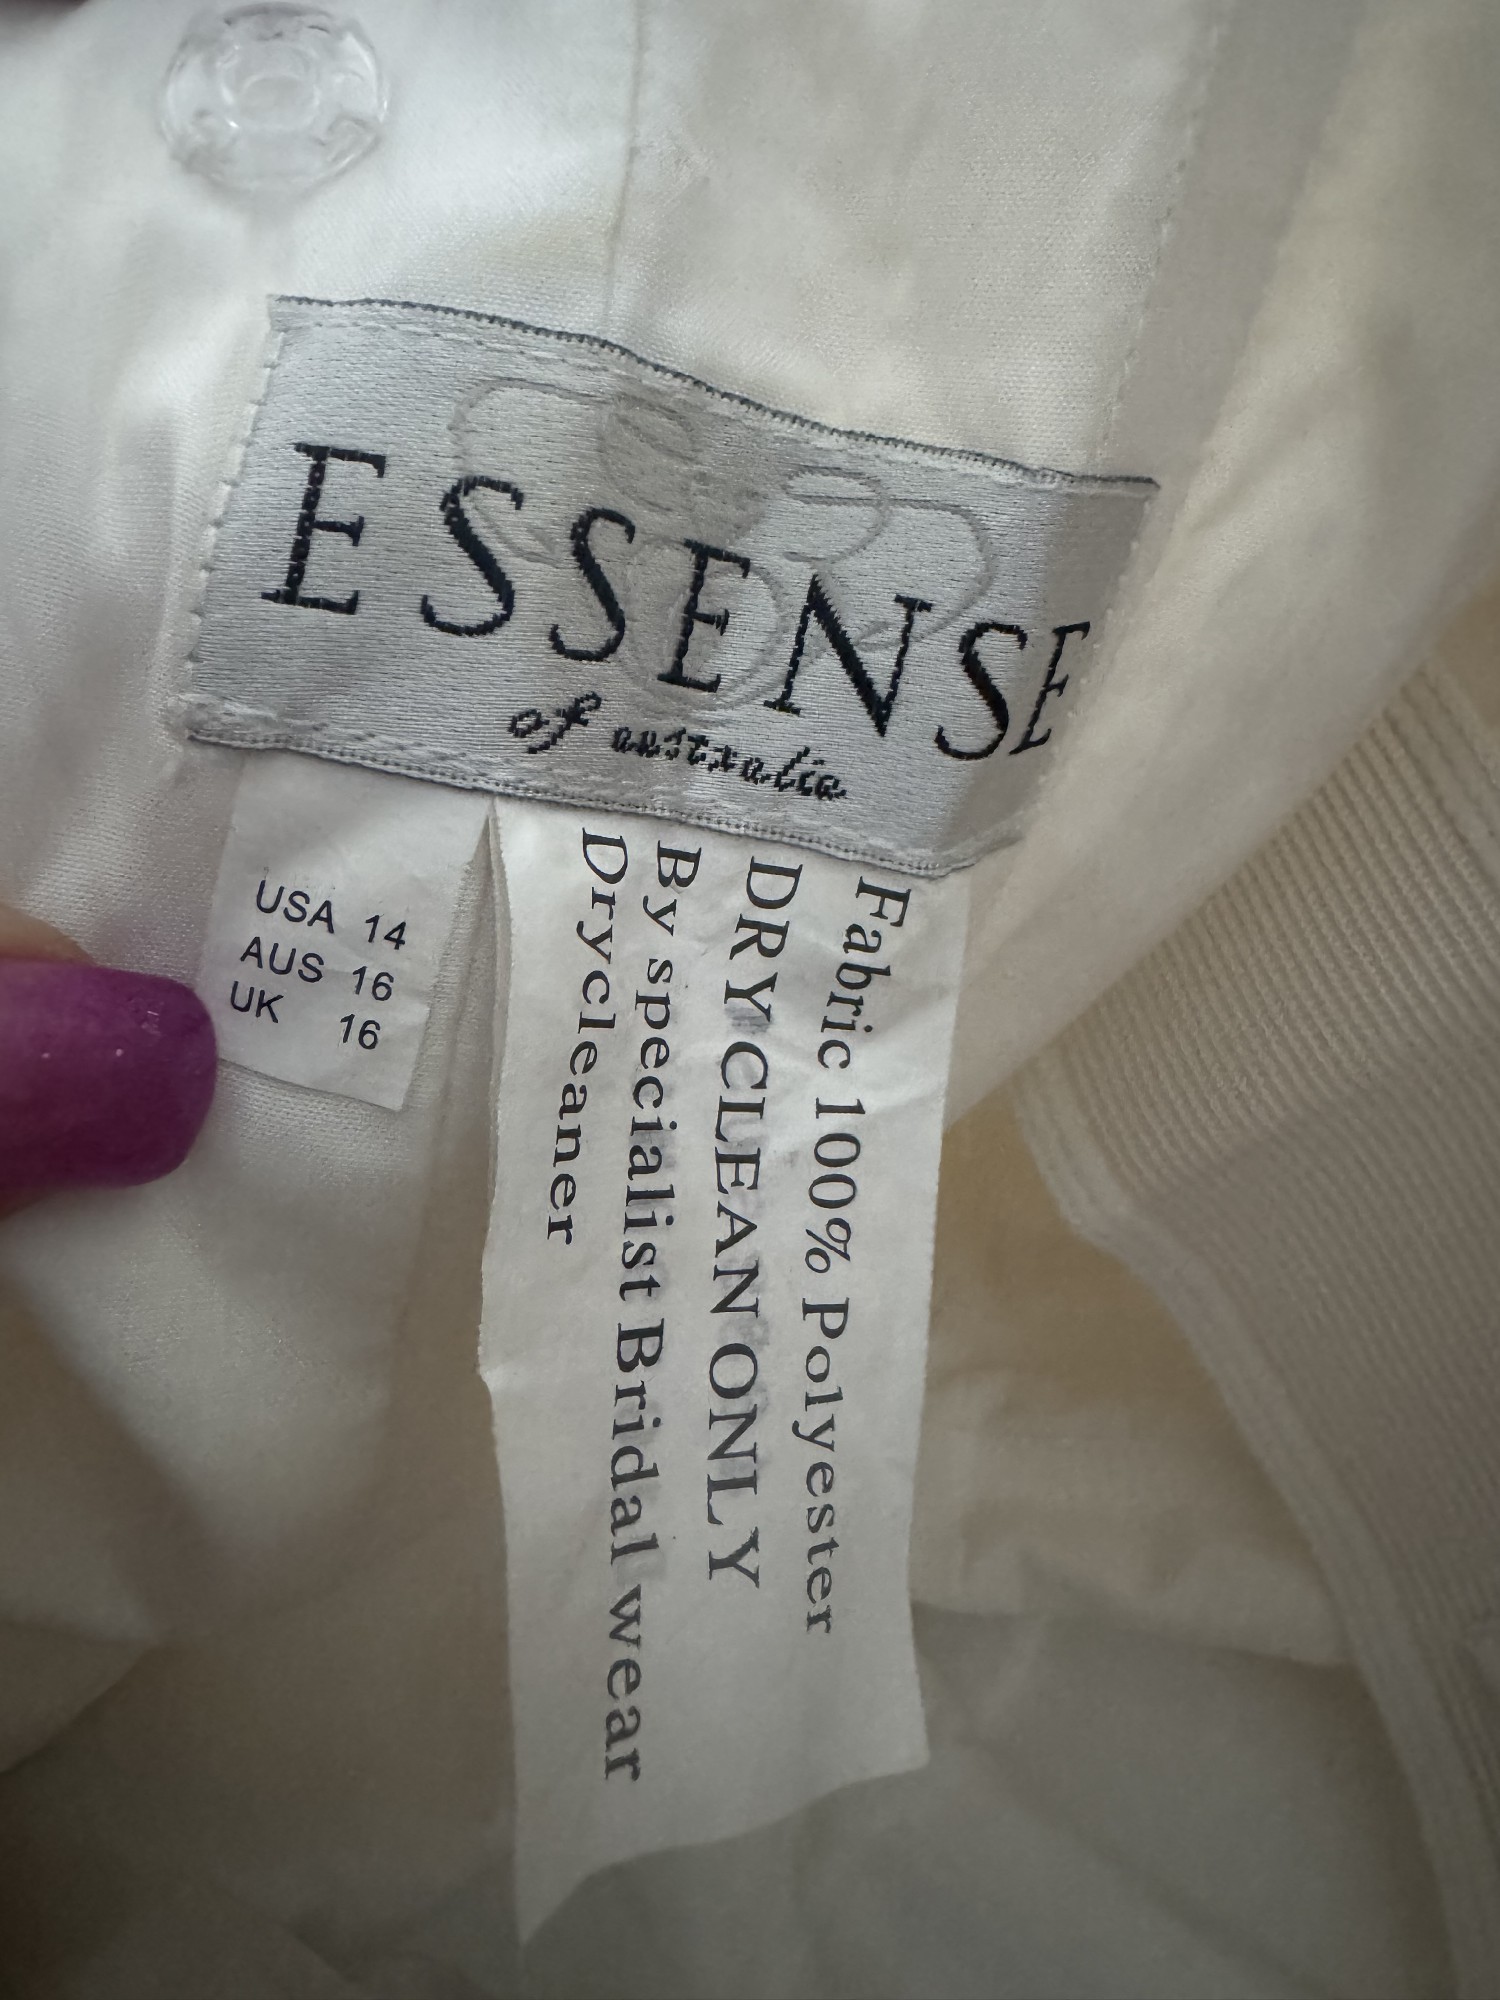 ESSENSE
of australia
USA 14
AUS 16
UK 16
Fabric 100% Polyester
DRYCLEAN ONLY
By specialist Bridal wear
Drycleaner